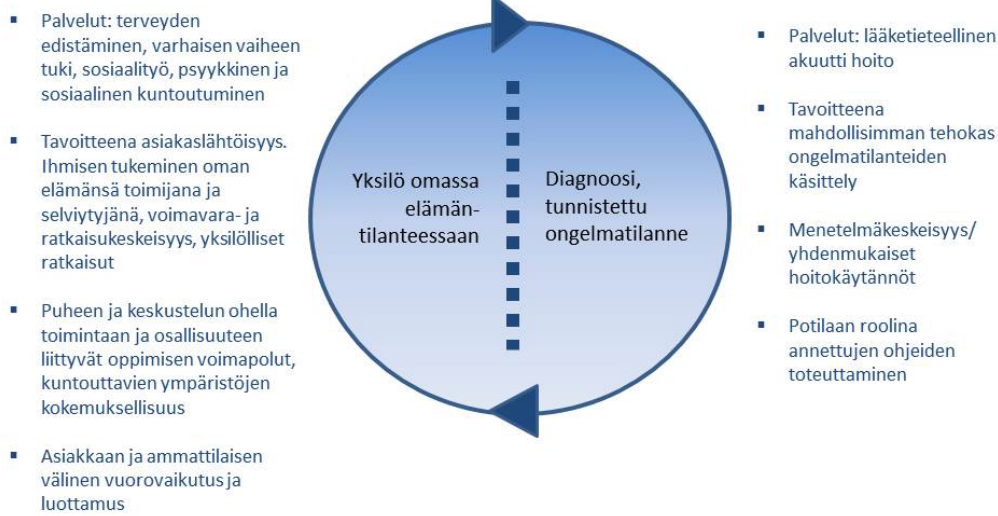 ▪ Palvelut: terveyden
edistäminen, varhaisen vaiheen
tuki, sosiaalityö, psyykkinen ja
sosiaalinen kuntoutuminen
▪ Tavoitteena asiakaslähtöisyys.
Ihmisen tukeminen oman
elämänsä toimijana ja
selviytyjänä, voimavara- ja
ratkaisukeskeisyys, yksilölliset
ratkaisut
▪ Puheen ja keskustelun ohella
toimintaan ja osallisuuteen
liittyvät oppimisen voimapolut,
kuntouttavien ympäristöjen
kokemuksellisuus
▪ Asiakkaan ja ammattilaisen
välinen vuorovaikutus ja
luottamus
Yksilö omassa
elämän-
tilanteessaan
Diagnoosi,
tunnistettu
ongelmatilanne
▪ Palvelut: lääketieteellinen
akuutti hoito
▪ Tavoitteena
mahdollisimman tehokas
ongelmatilanteiden
käsittely
▪ Menetelmäkeskeisyys/
yhdenmukaiset
hoitokäytännöt
▪ Potilaan roolina
annettujen ohjeiden
toteuttaminen